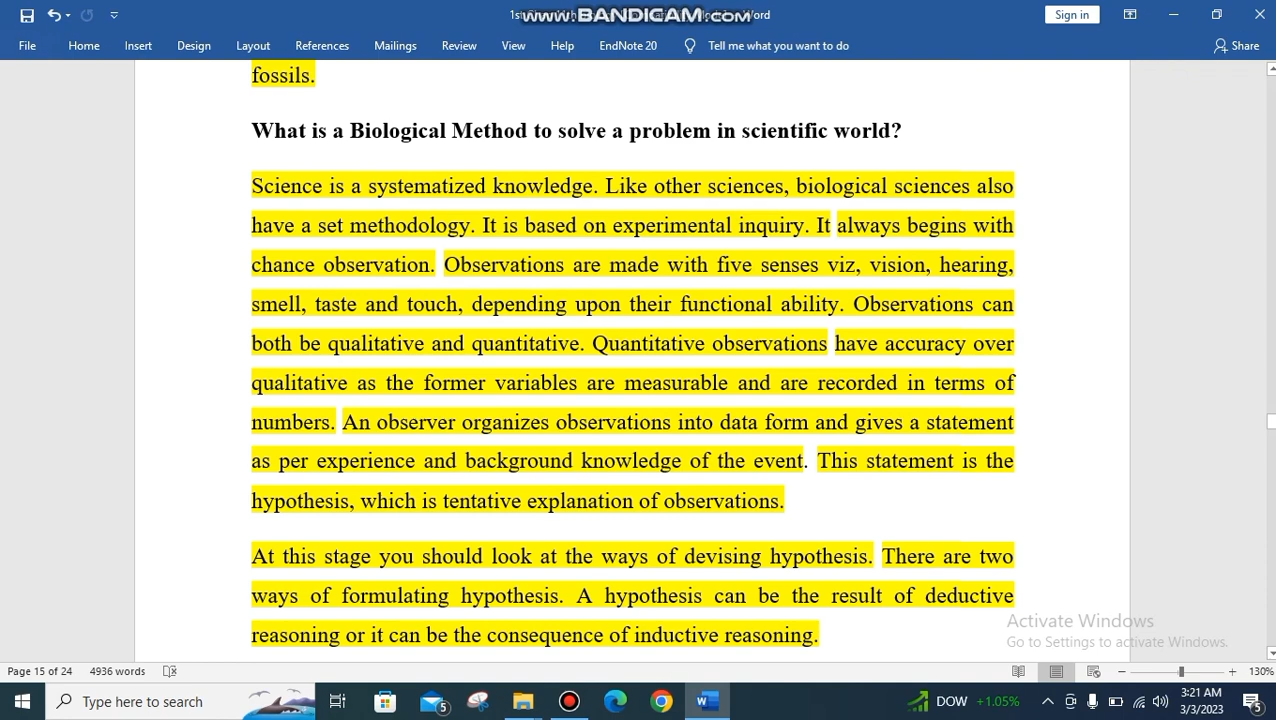 www.BANDICAM.com
Word
Sign in
File Home Insert Design Layout References Mailings Review View Help EndNote 20 Tell me what you want to do Share
fossils.
What is a Biological Method to solve a problem in scientific world?
Science is a systematized knowledge. Like other sciences, biological sciences also
have a set methodology. It is based on experimental inquiry. It always begins with
chance observation. Observations are made with five senses viz, vision, hearing,
smell, taste and touch, depending upon their functional ability. Observations can
both be qualitative and quantitative. Quantitative observations have accuracy over
qualitative as the former variables are measurable and are recorded in terms of
numbers. An observer organizes observations into data form and gives a statement
as per experience and background knowledge of the event. This statement is the
hypothesis, which is tentative explanation of observations.
At this stage you should look at the ways of devising hypothesis. There are two
ways of formulating hypothesis. A hypothesis can be the result of deductive
reasoning or it can be the consequence of inductive reasoning.
Activate Windows
Go to Settings to activate Windows.
Page 15 of 24 4936 words 130%
Type here to search 5 DOW +1.05% 3:21 AM
3/3/2023 5